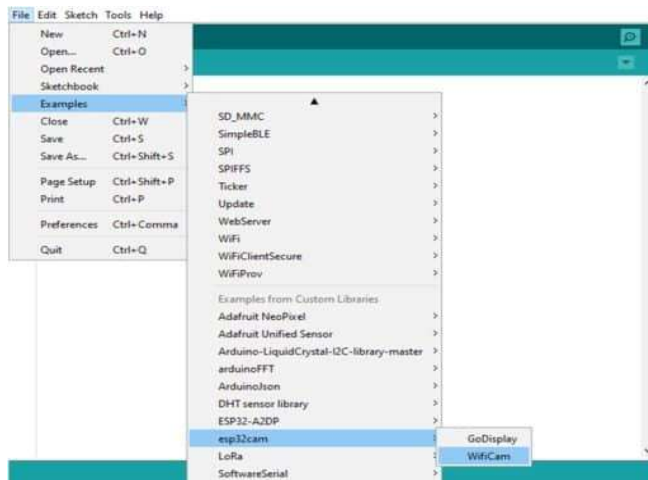 File Edit Sketch Tools Help
New Ctrl+N
Open... Ctrl+O
Open Recent >
Sketchbook >
Examples >
Close Ctrl+W
Save Ctrl+S
Save As... Ctrl+Shift+S
Page Setup Ctrl+Shift+P
Print Ctrl+P
Preferences Ctrl+Comma
Quit Ctrl+Q
SD_MMC >
SimpleBLE >
SPI >
SPIFFS >
Ticker >
Update >
WebServer >
WiFi >
WiFiClientSecure >
WiFiProv >
Examples from Custom Libraries
Adafruit NeoPixel >
Adafruit Unified Sensor >
Arduino-LiquidCrystal-I2C-library-master >
arduinoFFT >
ArduinoJson >
DHT sensor library >
ESP32-A2DP >
esp32cam >
LoRa >
SoftwareSerial >
GoDisplay
WifiCam